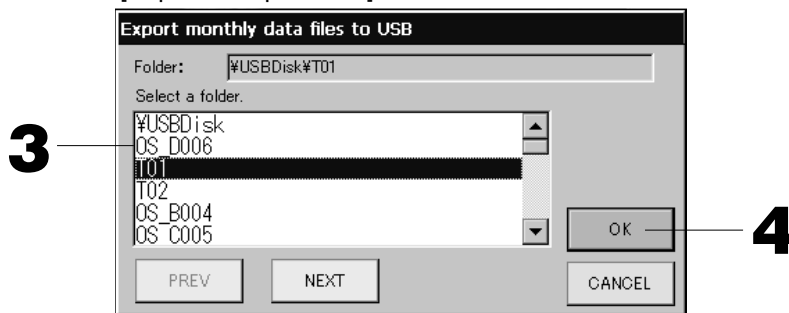 Export monthly data files to USB
Folder: ¥USBDisk¥T01
Select a folder.
¥USBDisk
OS_D006
T01
T02
OS_B004
OS_C005
3
OK
4
PREV NEXT CANCEL